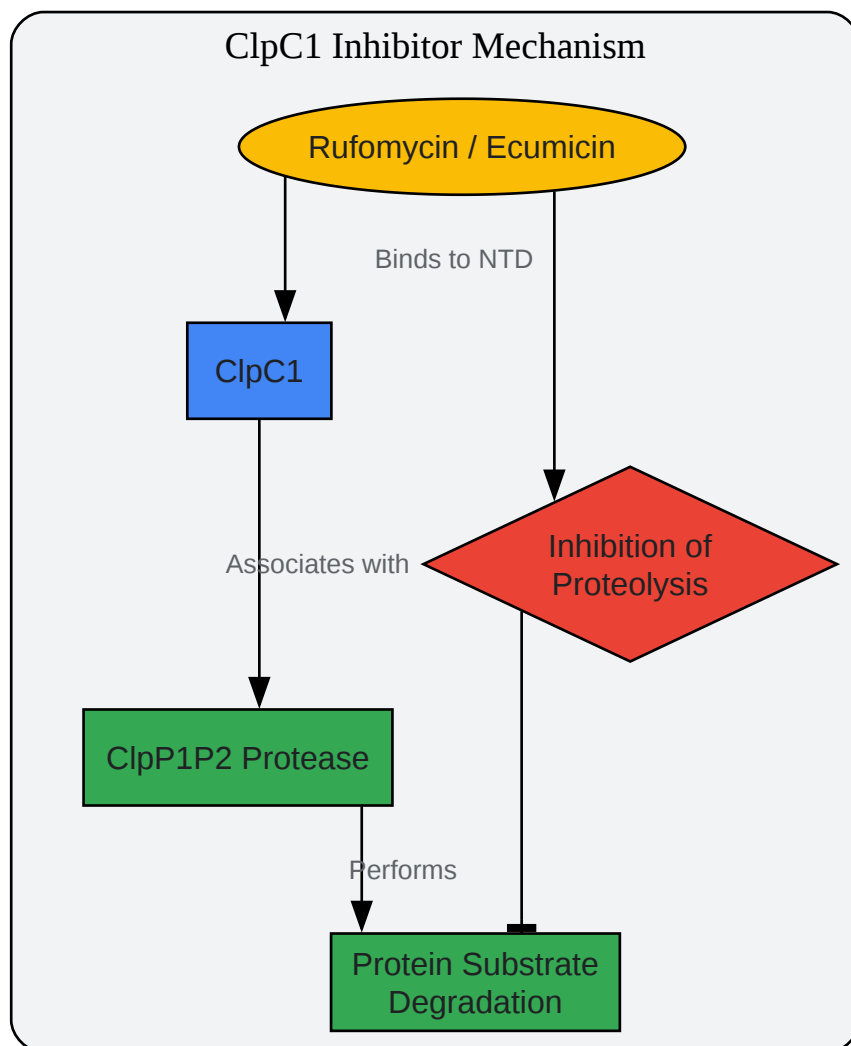 ClpC1 Inhibitor Mechanism
Rufomycin / Ecumicin
Binds to NTD
ClpC1
Inhibition of
Proteolysis
Associates with
ClpP1P2 Protease
Performs
Protein Substrate
Degradation